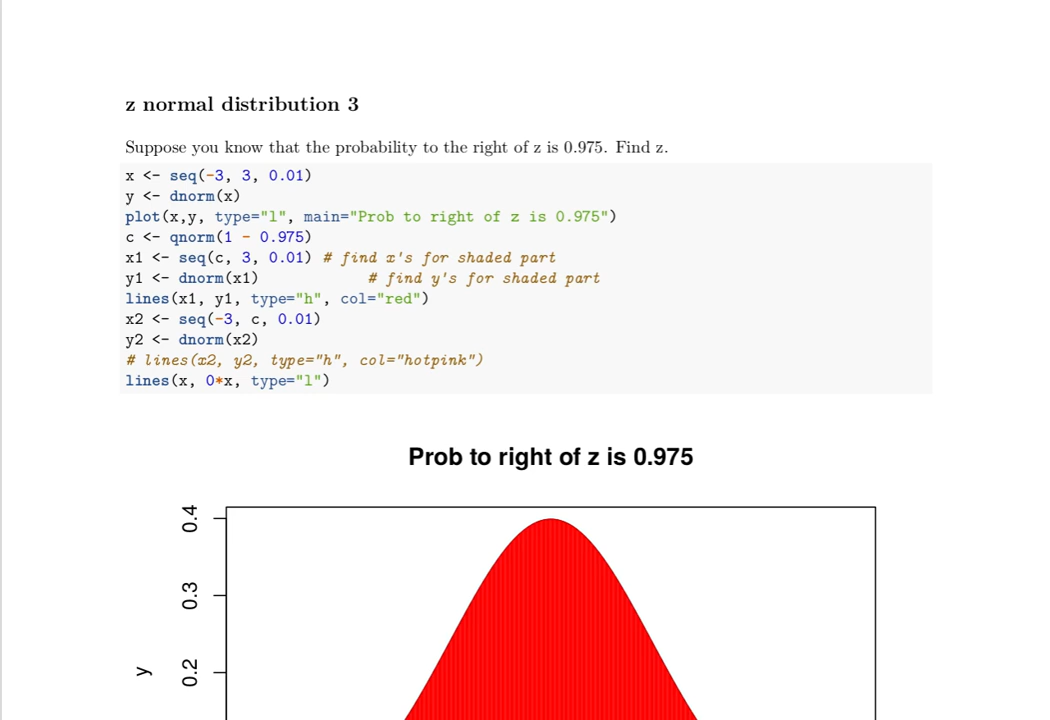 z normal distribution 3
Suppose you know that the probability to the right of z is 0.975. Find z.
x <- seq(-3, 3, 0.01)
y <- dnorm(x)
plot(x,y, type="l", main="Prob to right of z is 0.975")
c <- qnorm(1 - 0.975)
x1 <- seq(c, 3, 0.01) # find x's for shaded part
y1 <- dnorm(x1)            # find y's for shaded part
lines(x1, y1, type="h", col="red")
x2 <- seq(-3, c, 0.01)
y2 <- dnorm(x2)
# lines(x2, y2, type="h", col="hotpink")
lines(x, 0*x, type="l")
Prob to right of z is 0.975
0.4
0.3
0.2
y